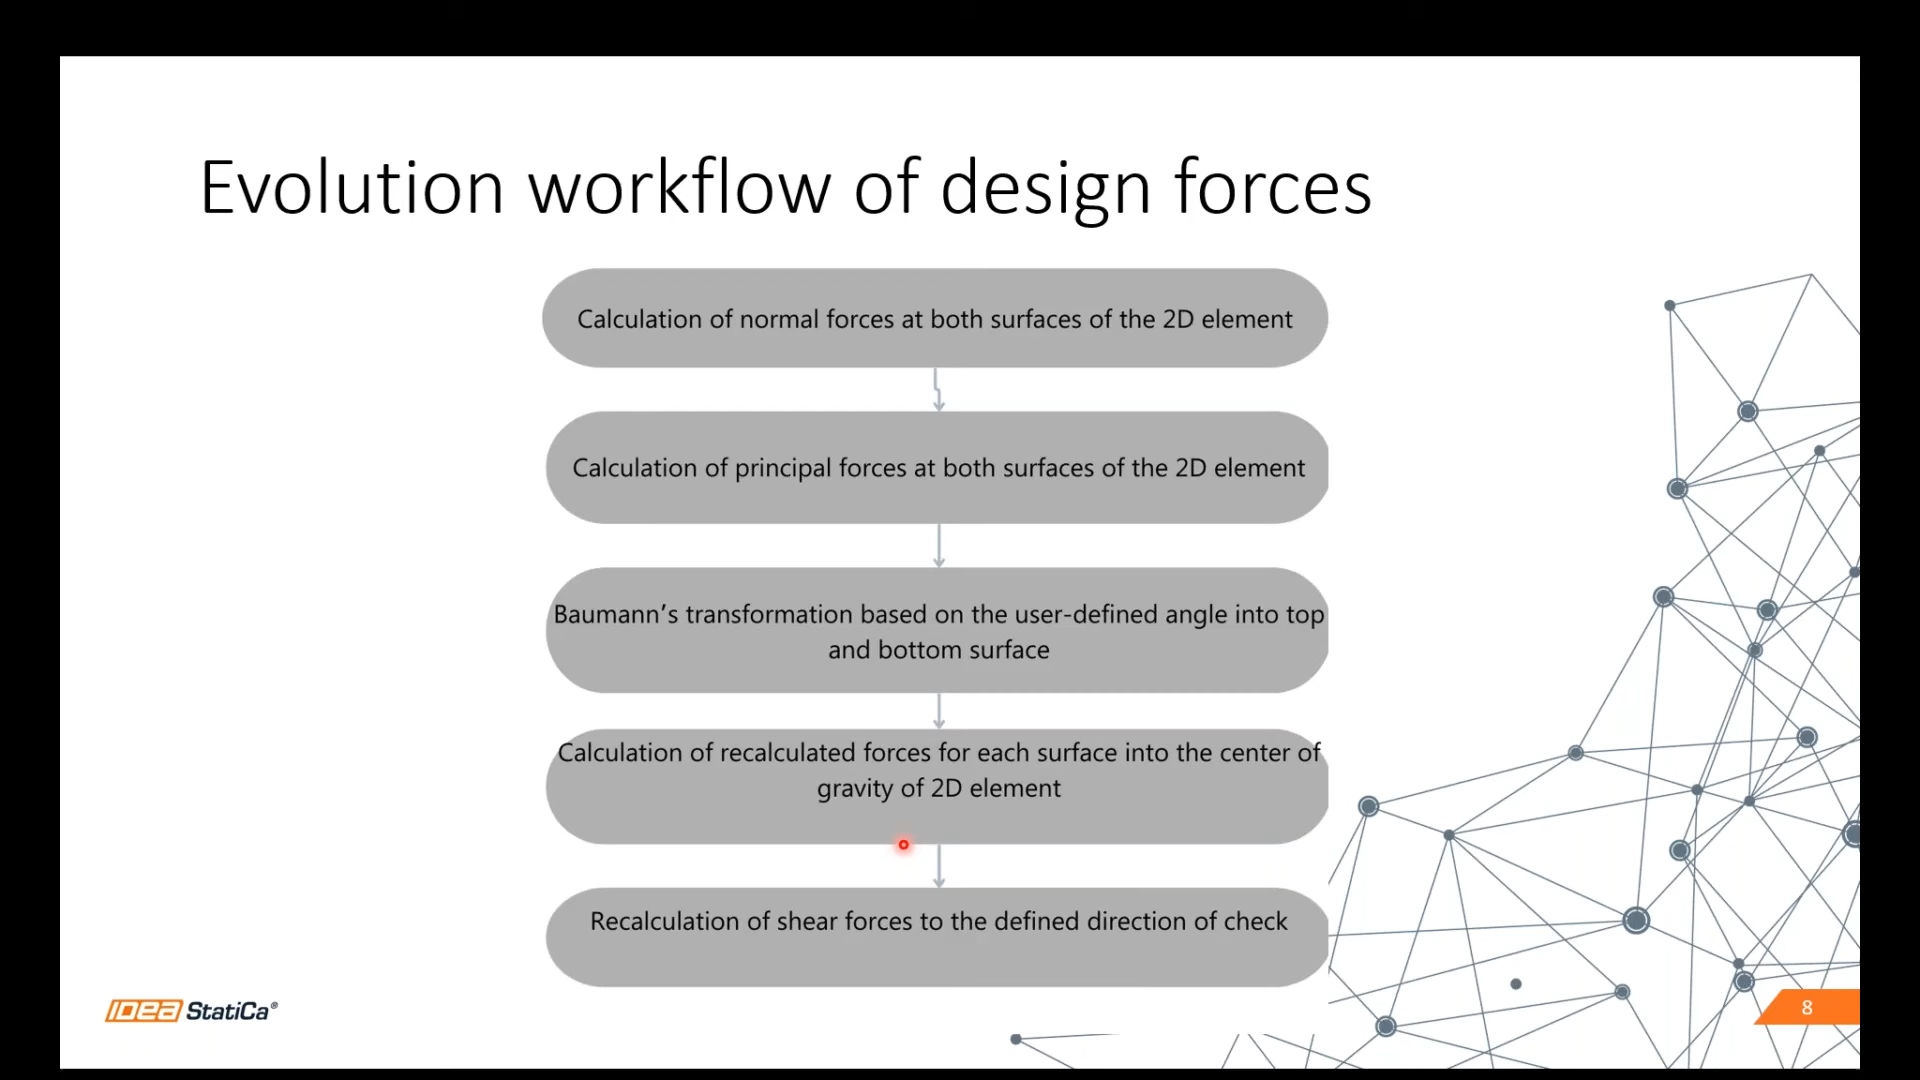 Evolution workflow of design forces
Calculation of normal forces at both surfaces of the 2D element
Calculation of principal forces at both surfaces of the 2D element
Baumann’s transformation based on the user-defined angle into top
and bottom surface
Calculation of recalculated forces for each surface into the center of
gravity of 2D element
Recalculation of shear forces to the defined direction of check
IDEA StatiCa®
8